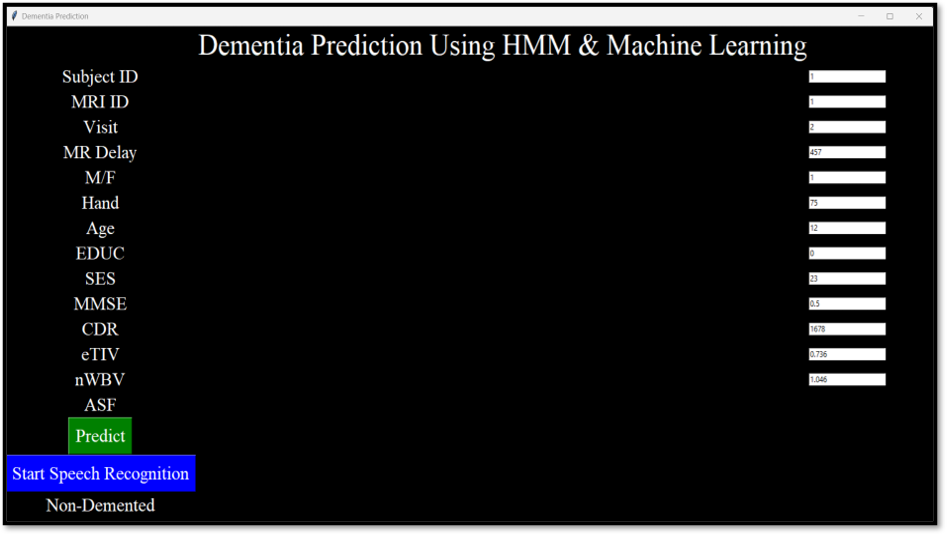 Dementia Prediction
Dementia Prediction Using HMM & Machine Learning
Subject ID 1
MRI ID 1
Visit 2
MR Delay 457
M/F 1
Hand 75
Age 12
EDUC 0
SES 23
MMSE 0.5
CDR 1678
eTIV 0.736
nWBV 1.046
ASF
Predict
Start Speech Recognition
Non-Demented